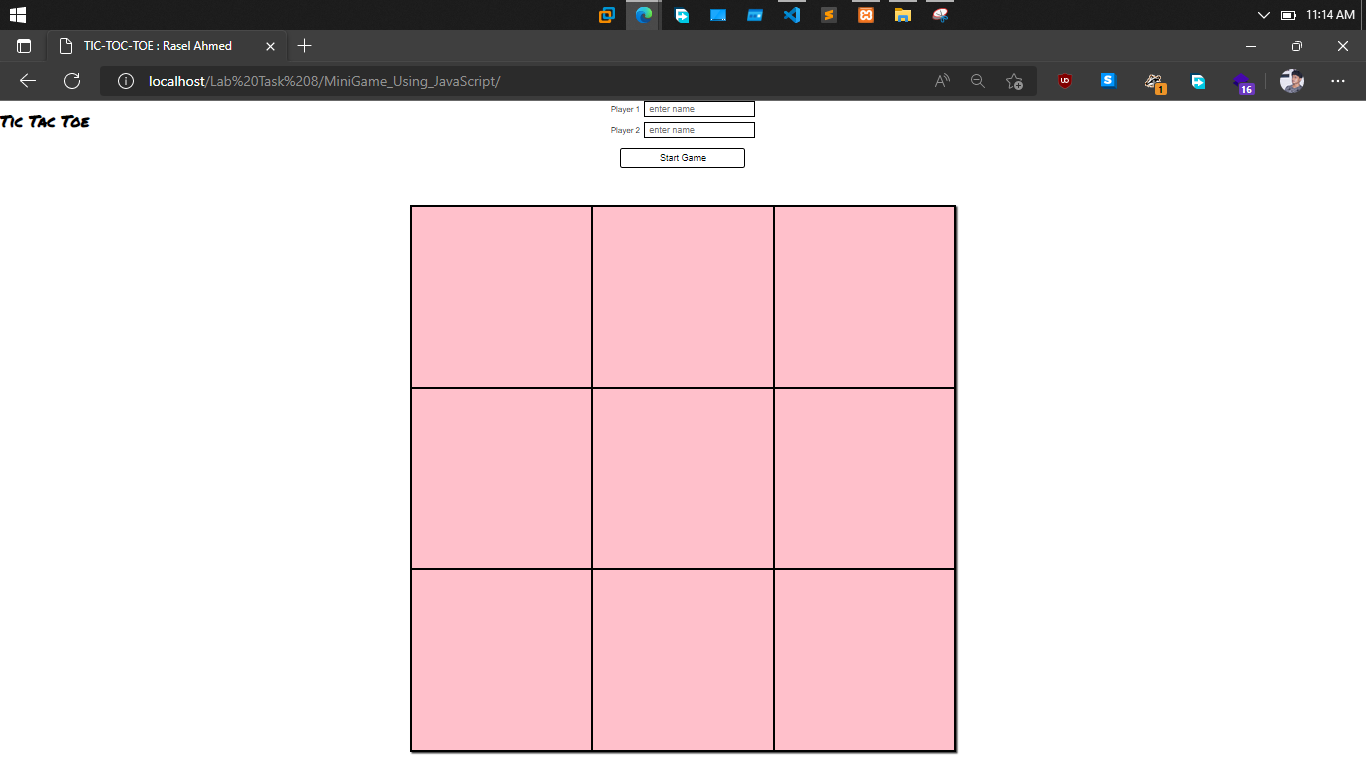 11:14 AM
TIC-TOC-TOE : Rasel Ahmed
localhost/Lab%20Task%208/MiniGame_Using_JavaScript/
A
UD
S
1
16
Tic Tac Toe
Player 1 enter name
Player 2 enter name
Start Game